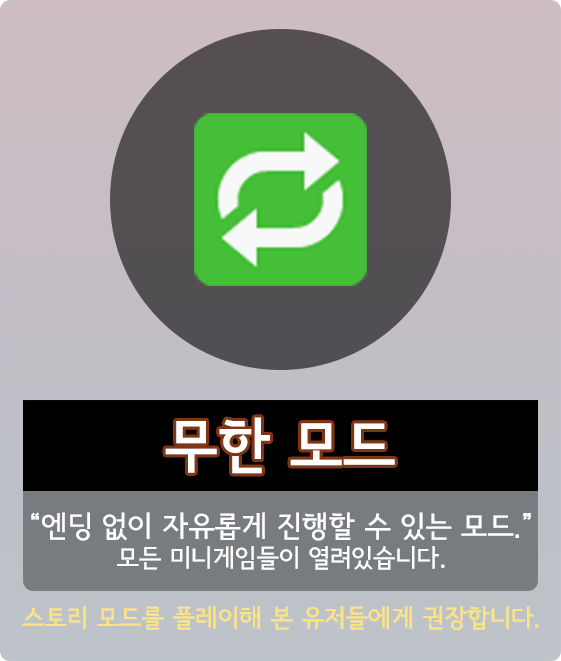 무한 모드
“엔딩 없이 자유롭게 진행할 수 있는 모드.”
모든 미니게임들이 열려있습니다.
스토리 모드를 플레이해 본 유저들에게 권장합니다.